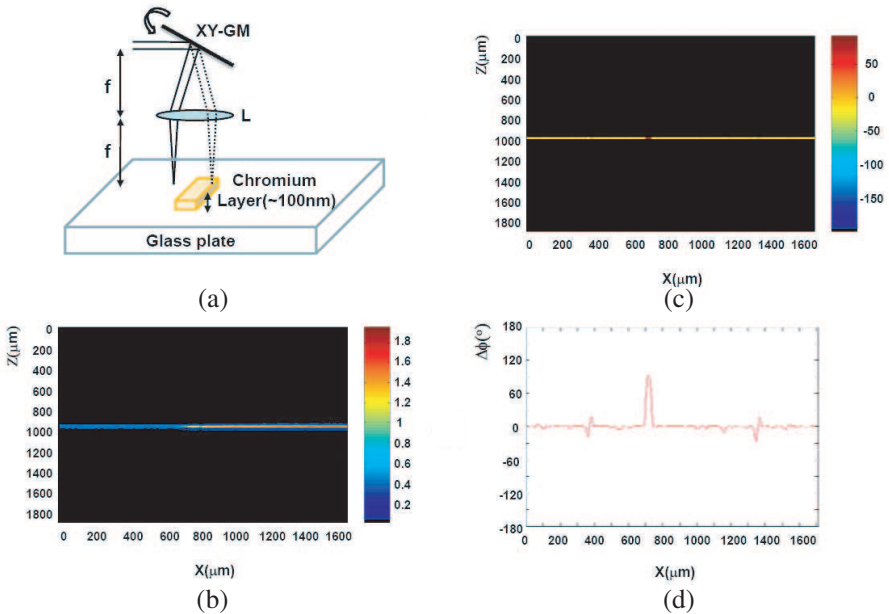 XY-GM
f
L
f
Chromium
Layer(~100nm)
Glass plate
(a)
Z(μm)
0
200
400
600
800
1000
1200
1400
1600
1800
0 200 400 600 800 1000 1200 1400 1600
X(μm)
50
0
-50
-100
-150
(c)
Z(μm)
0
200
400
600
800
1000
1200
1400
1600
1800
0 200 400 600 800 1000 1200 1400 1600
X(μm)
1.8
1.6
1.4
1.2
1
0.8
0.6
0.4
0.2
(b)
Δϕ(°)
180
120
60
0
-60
-120
-180
0 200 400 600 800 1000 1200 1400 1600
X(μm)
(d)